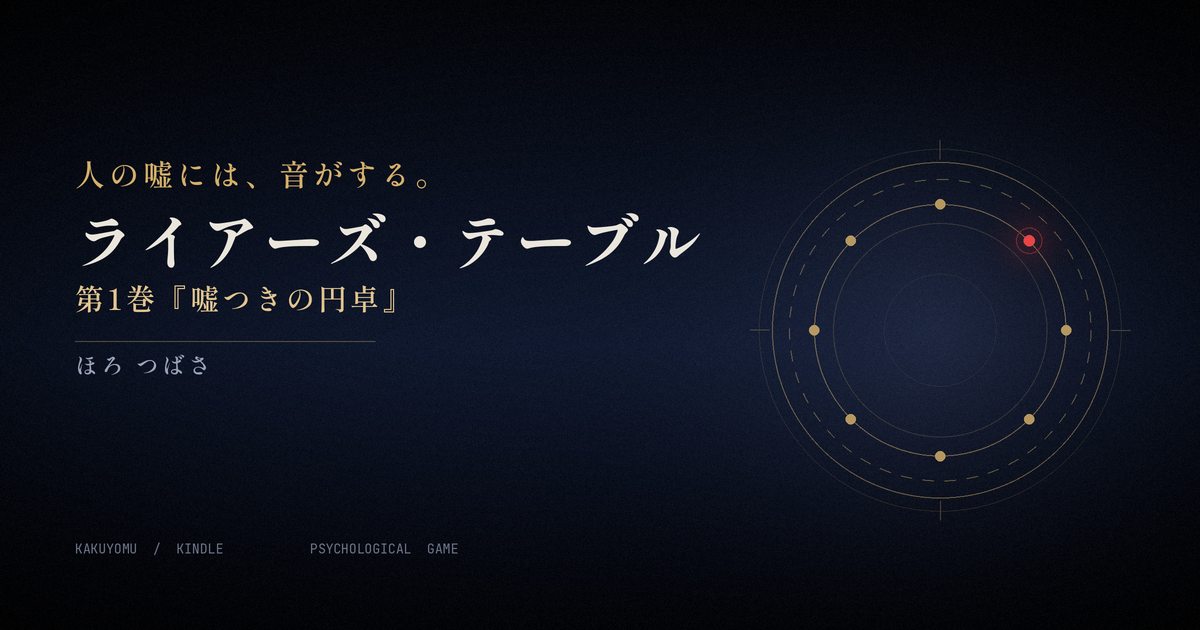 人の嘘には、音がする。
ライアーズ・テーブル
第1巻『嘘つきの円卓』
ほろ つばさ
KAKUYOMU / KINDLE PSYCHOLOGICAL GAME